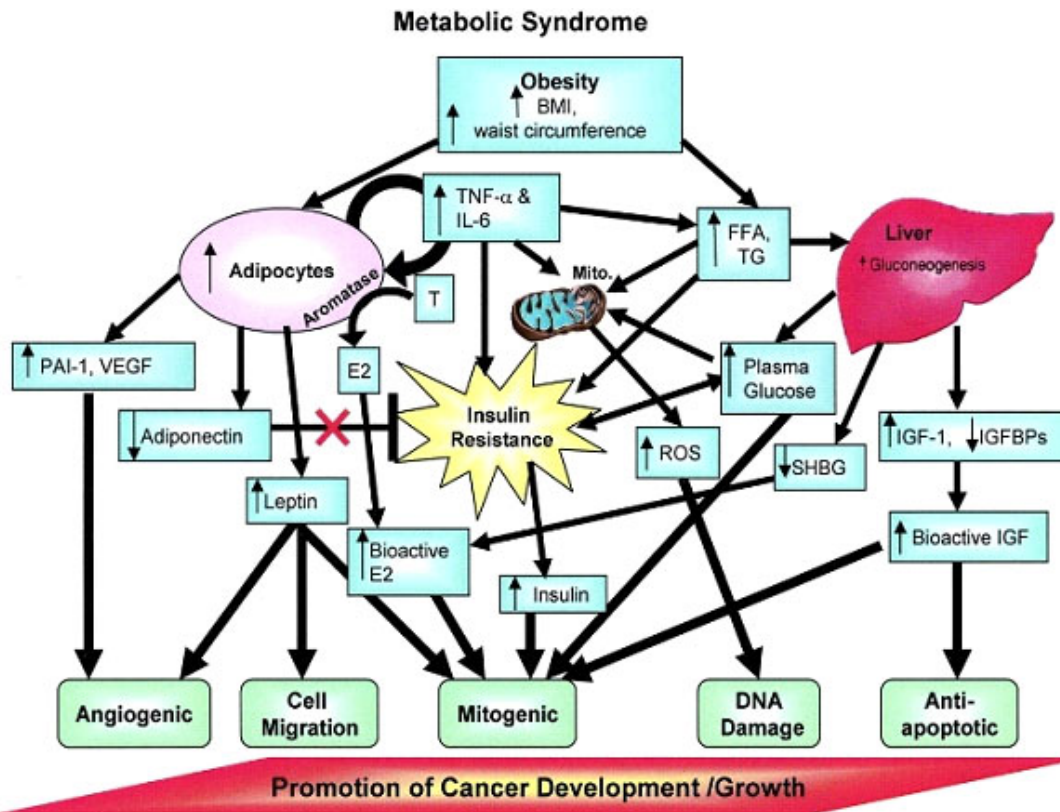 Metabolic Syndrome
Obesity
↑ BMI,
↑ waist circumference
↑ TNF-α &
IL-6
↑ FFA,
TG
Liver
↑ Gluconeogenesis
↑ Adipocytes
Aromatase
T
Mito.
↑ PAI-1, VEGF
E2
↑ Plasma
Glucose
↓ Adiponectin
Insulin
Resistance
↑ IGF-1, ↓ IGFBPs
↑ ROS
↓ SHBG
↑ Leptin
↑ Bioactive
E2
↑ Bioactive IGF
↑ Insulin
Angiogenic
Cell
Migration
Mitogenic
DNA
Damage
Anti-
apoptotic
Promotion of Cancer Development /Growth